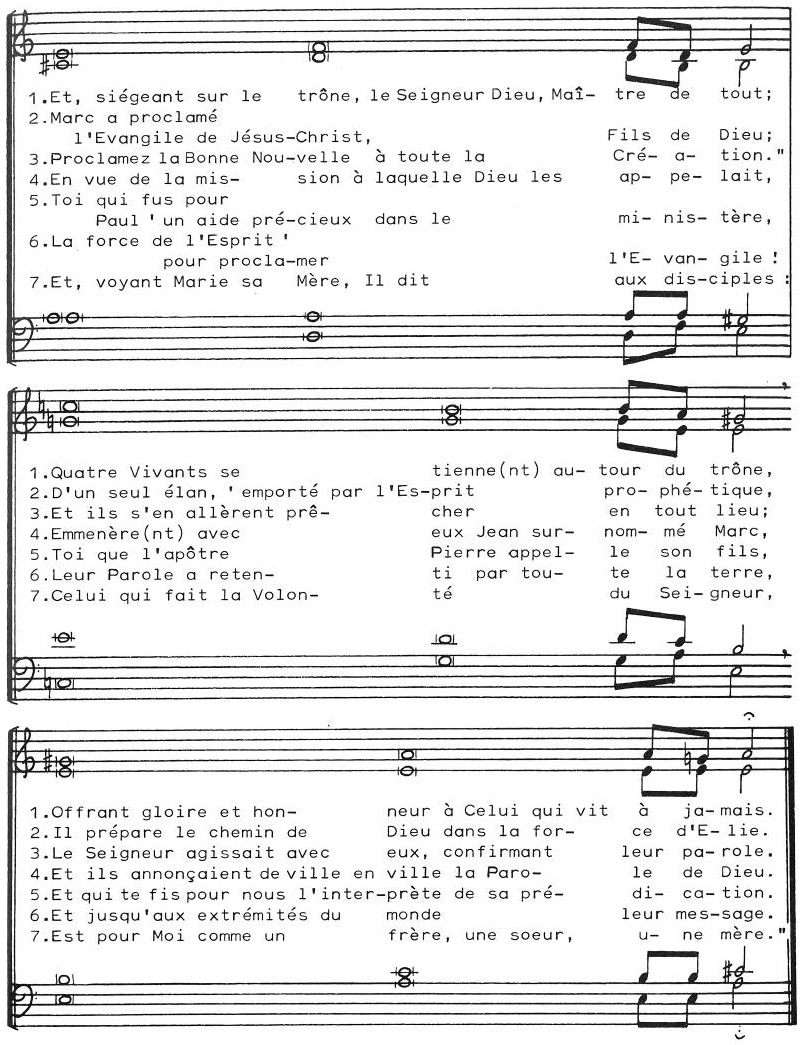 1.Et, siégeant sur le trône, le Seigneur Dieu, Maî- tre de tout;
2.Marc a proclamé
l'Evangile de Jésus-Christ, Fils de Dieu;
3.Proclamez la Bonne Nou-velle à toute la Cré- a- tion."
4.En vue de la mis- sion à laquelle Dieu les ap- pe- lait,
5.Toi qui fus pour
Paul ' un aide pré-cieux dans le mi- nis- tère,
6.La force de l'Esprit '
pour procla-mer l'E- van- gile !
7.Et, voyant Marie sa Mère, Il dit aux dis-ciples :
1.Quatre Vivants se tienne(nt) au- tour du trône,
2.D'un seul élan, ' emporté par l'Es-prit pro- phé- tique,
3.Et ils s'en allèrent prê- cher en tout lieu;
4.Emmenère(nt) avec eux Jean sur- nom- mé Marc,
5.Toi que l'apôtre Pierre appel- le son fils,
6.Leur Parole a reten- ti par tou- te la terre,
7.Celui qui fait la Volon- té du Sei- gneur,
1.Offrant gloire et hon- neur à Celui qui vit à ja- mais.
2.Il prépare le chemin de Dieu dans la for- ce d'E- lie.
3.Le Seigneur agissait avec eux, confirmant leur pa- role.
4.Et ils annonçaient de ville en ville la Paro- le de Dieu.
5.Et qui te fis pour nous l'inter-prète de sa pré- di- ca- tion.
6.Et jusqu'aux extrémités du monde leur mes- sage.
7.Est pour Moi comme un frère, une soeur, u- ne mère."